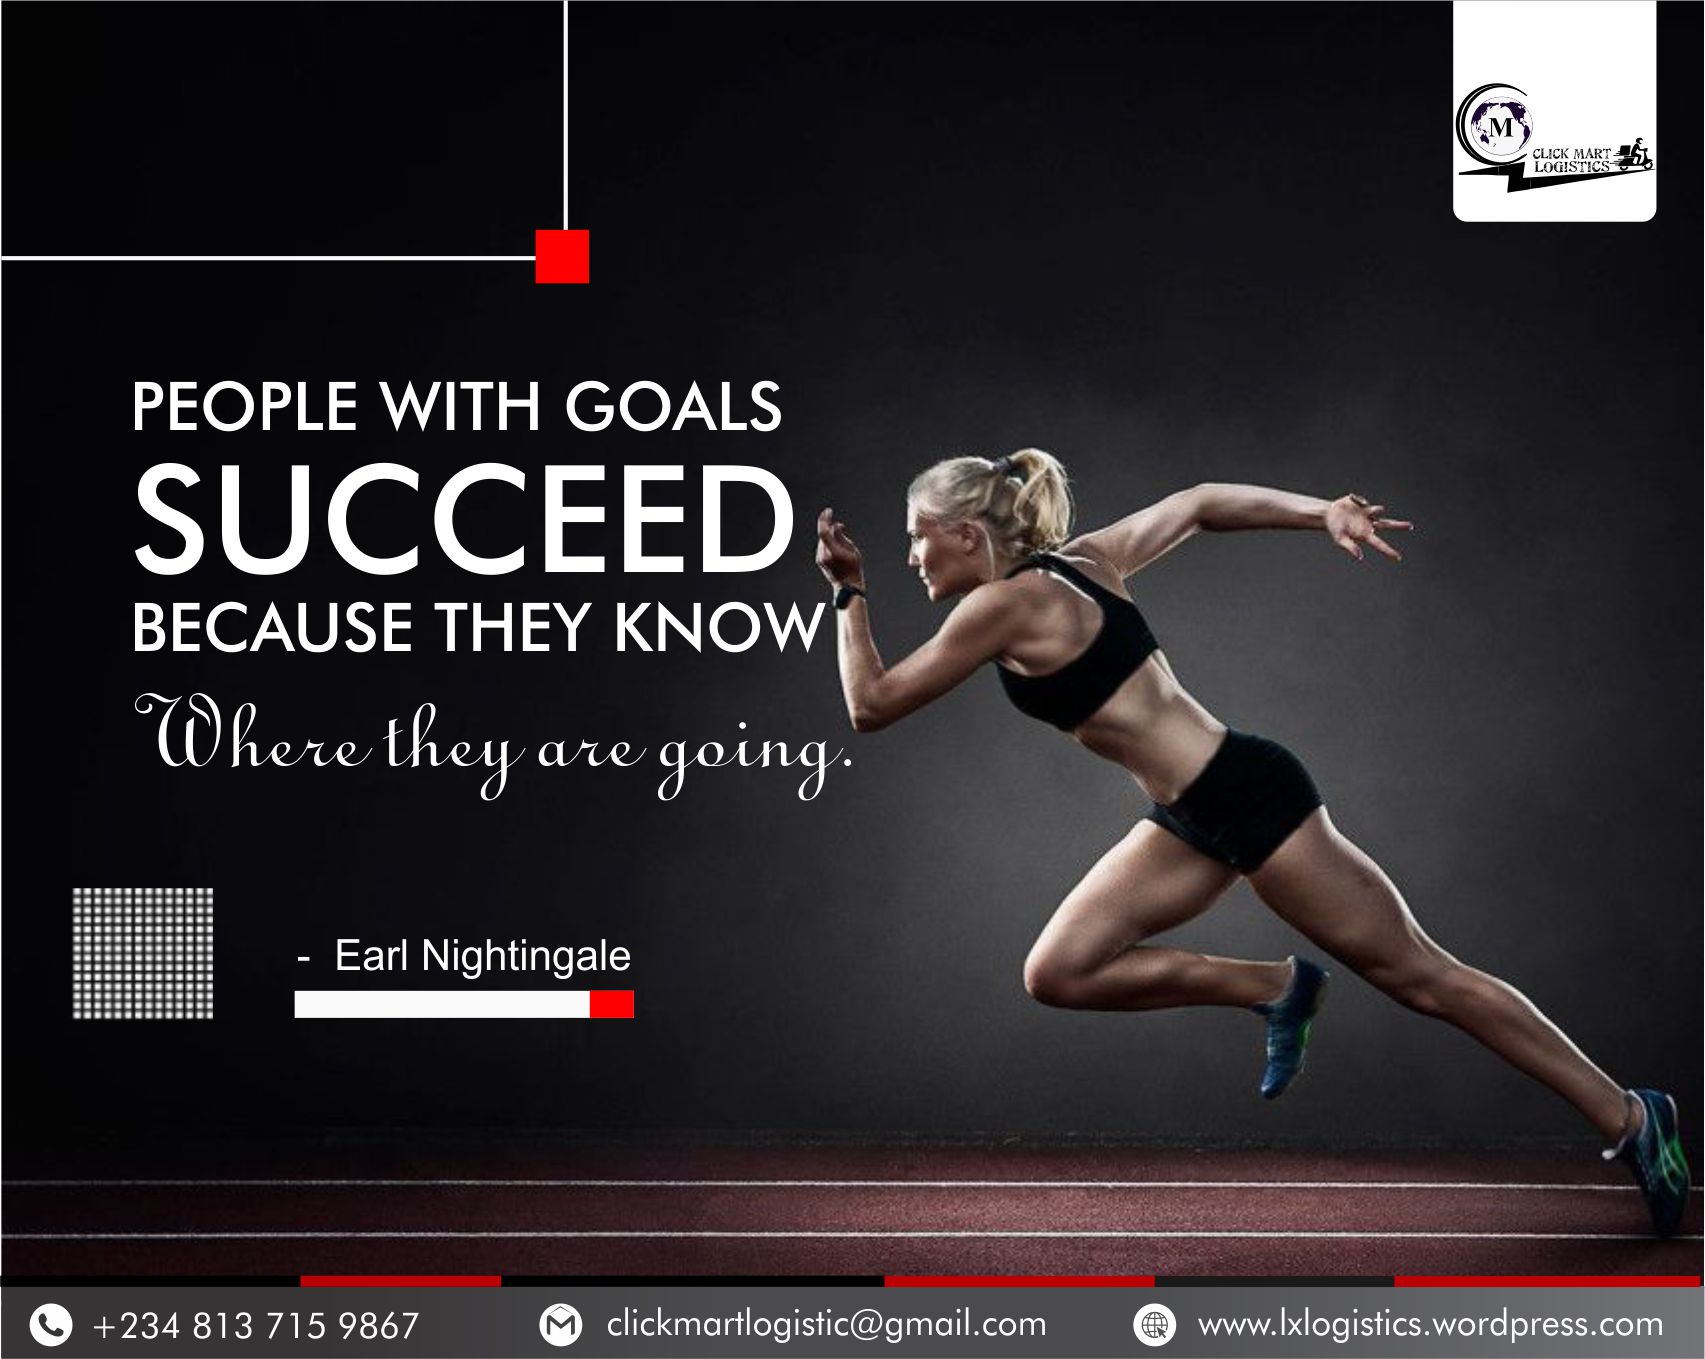 M
CLICK MART
LOGISTICS
PEOPLE WITH GOALS
SUCCEED
BECAUSE THEY KNOW
Where they are going.
- Earl Nightingale
+234 813 715 9867
clickmartlogistic@gmail.com
www.lxlogistics.wordpress.com